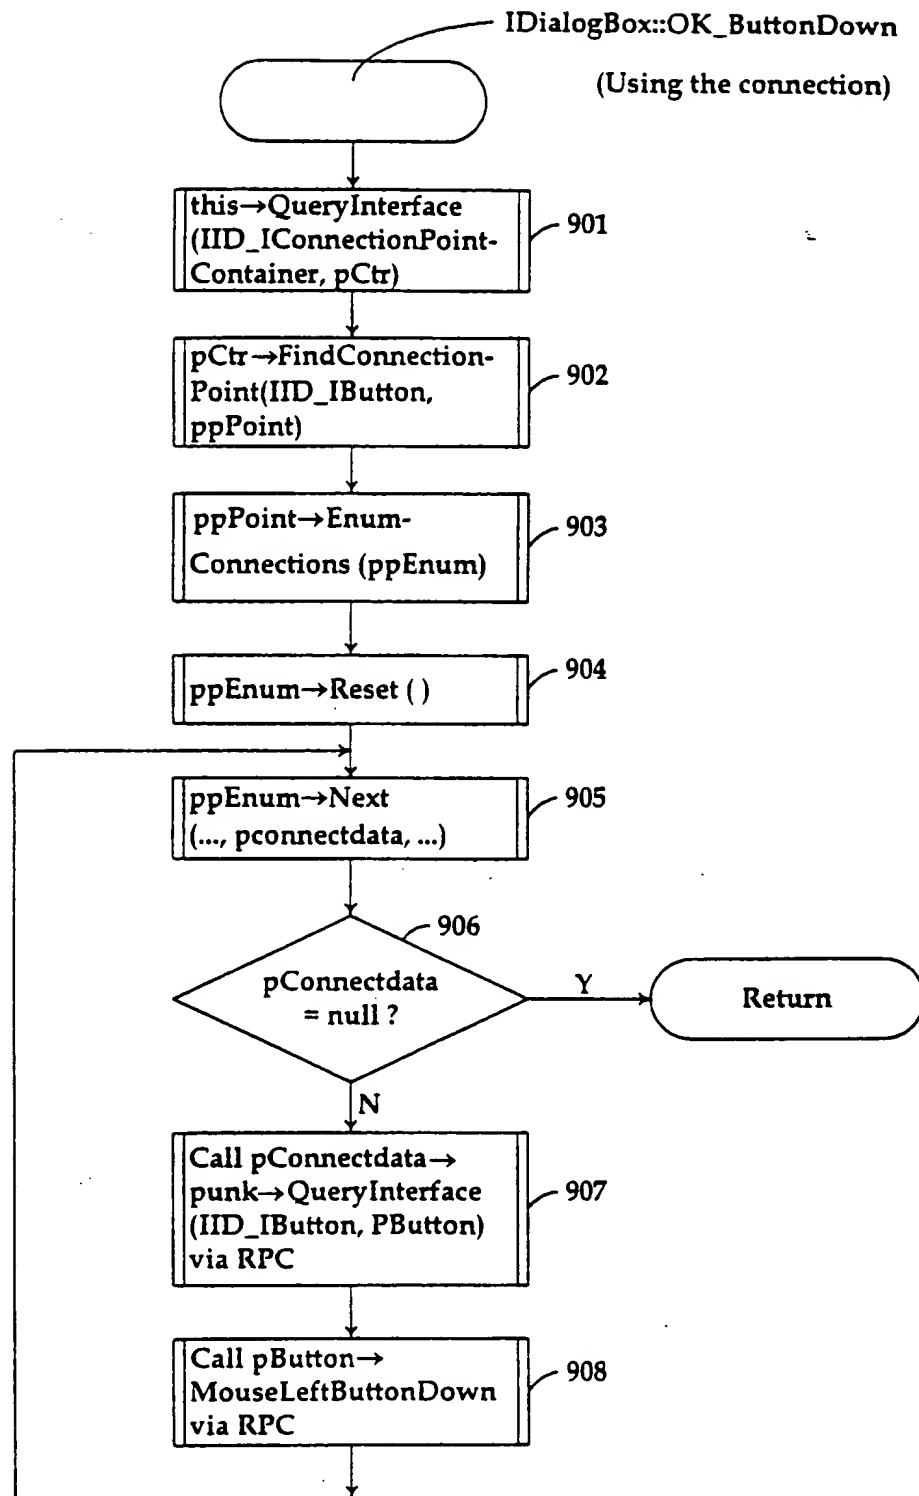 IDialogBox::OK_ButtonDown
(Using the connection)
this→QueryInterface
(IID_IConnectionPoint-
Container, pCtr)
901
pCtr→FindConnection-
Point(IID_IButton,
ppPoint)
902
ppPoint→Enum-
Connections (ppEnum)
903
ppEnum→Reset ( )
904
ppEnum→Next
(..., pconnectdata, ...)
905
906
pConnectdata
= null ?
Y
Return
N
Call pConnectdata→
punk→QueryInterface
(IID_IButton, PButton)
via RPC
907
Call pButton→
MouseLeftButtonDown
via RPC
908